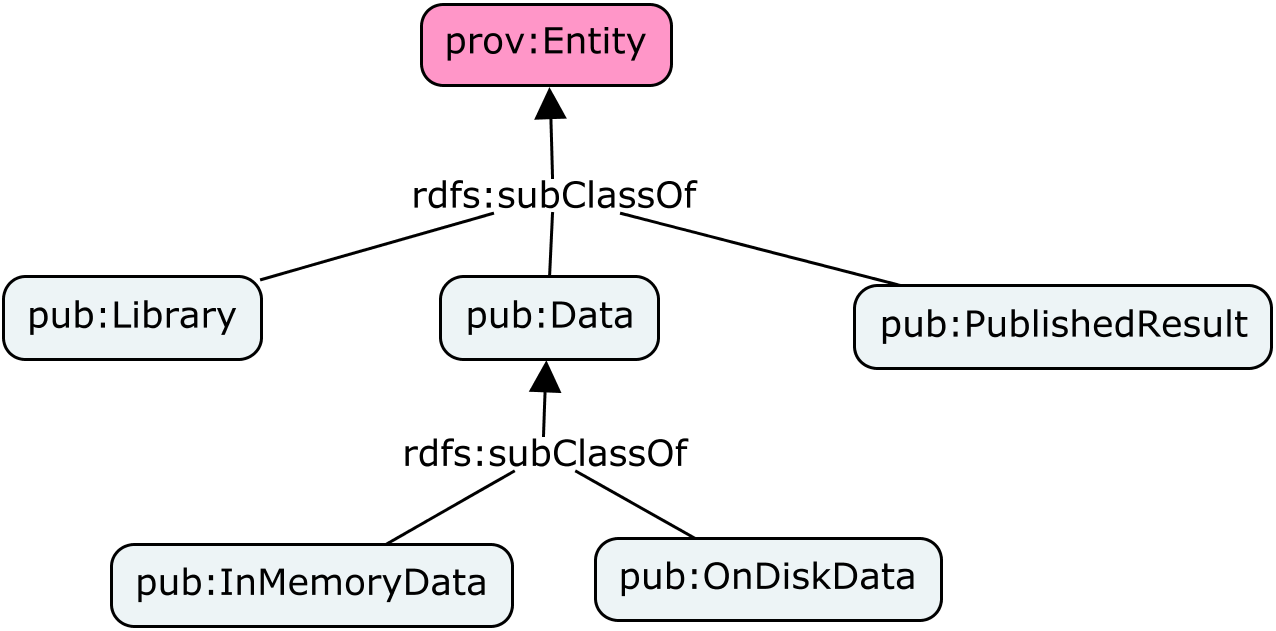 prov:Entity
rdfs:subClassOf
pub:Library
pub:Data
pub:PublishedResult
rdfs:subClassOf
pub:InMemoryData
pub:OnDiskData